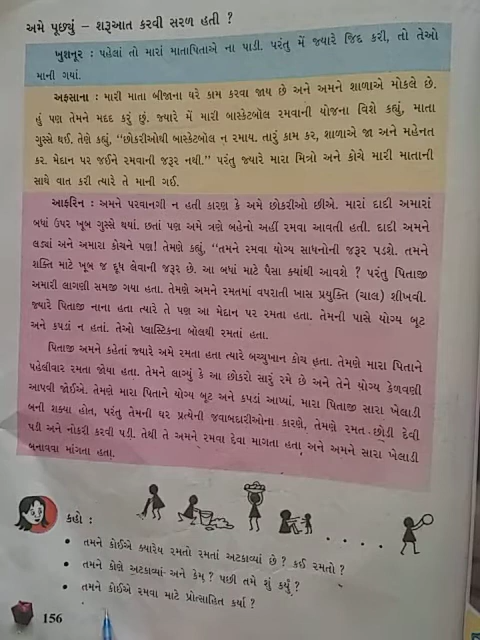 અમે પૂછ્યું – શરૂઆત કરવી સરળ હતી ?
ખુશનૂર : પહેલાં તો મારાં માતાપિતાએ ના પાડી. પરંતુ મેં જ્યારે જિદ કરી, તો તેઓ
માની ગયાં.
અફસાના : મારી માતા બીજાના ઘરે કામ કરવા જાય છે અને અમને શાળાએ મોકલે છે.
હું પણ તેમને મદદ કરું છું. જ્યારે મેં મારી બાસ્કેટબોલ રમવાની યોજના વિશે કહ્યું, માતા
ગુસ્સે થઈ. તેણે કહ્યું, “છોકરીઓથી બાસ્કેટબોલ ન રમાય. તારું કામ કર, શાળાએ જા અને મહેનત
કર. મેદાન પર જઈને રમવાની જરૂર નથી.” પરંતુ જ્યારે મારા મિત્રો અને કોચે મારી માતાની
સાથે વાત કરી ત્યારે તે માની ગઈ.
આફરિન : અમને પરવાનગી ન હતી કારણ કે અમે છોકરીઓ છીએ. મારાં દાદી અમારાં
બધાં ઉપર ખૂબ ગુસ્સે થયાં. છતાં પણ અમે ત્રણે બહેનો અહીં રમવા આવતી હતી. દાદી અમને
લડ્યાં અને અમારા કોચને પણ! તેમણે કહ્યું, “તમને રમવા યોગ્ય સાધનોની જરૂર પડશે. તમને
શક્તિ માટે ખૂબ જ દૂધ લેવાની જરૂર છે. આ બધાં માટે પૈસા ક્યાંથી આવશે ? પરંતુ પિતાજી
અમારી લાગણી સમજી ગયા હતા. તેમણે અમને રમતમાં વપરાતી ખાસ પ્રયુક્તિ (ચાલ) શીખવી.
જ્યારે પિતાજી નાના હતા ત્યારે તે પણ આ મેદાન પર રમતા હતા. તેમની પાસે યોગ્ય બૂટ
અને કપડાં ન હતાં. તેઓ પ્લાસ્ટિકના બોલથી રમતાં હતા.
પિતાજી અમને કહેતાં જ્યારે અમે રમતા હતા ત્યારે બચ્ચુખાન કોચ હતા. તેમણે મારા પિતાને
પહેલીવાર રમતા જોયા હતા. તેમને લાગ્યું કે આ છોકરો સારું રમે છે અને તેને યોગ્ય કેળવણી
આપવી જોઈએ. તેમણે મારા પિતાને યોગ્ય બૂટ અને કપડાં આપ્યાં. મારા પિતાજી સારા ખેલાડી
બની શક્યા હોત, પરંતુ તેમની ઘર પ્રત્યેની જવાબદારીઓના કારણે, તેમણે રમત છોડી દેવી
પડી અને નોકરી કરવી પડી. તેથી તે અમને રમવા દેવા માગતા હતા અને અમને સારા ખેલાડી
બનાવવા માંગતા હતા.
કહો :
• તમને કોઈએ ક્યારેય રમતો રમતાં અટકાવ્યાં છે ? કઈ રમતો ?
• તમને કોણે અટકાવ્યાં અને કેમ ? પછી તમે શું કર્યું ?
• તમને કોઈએ રમવા માટે પ્રોત્સાહિત કર્યા ?
156